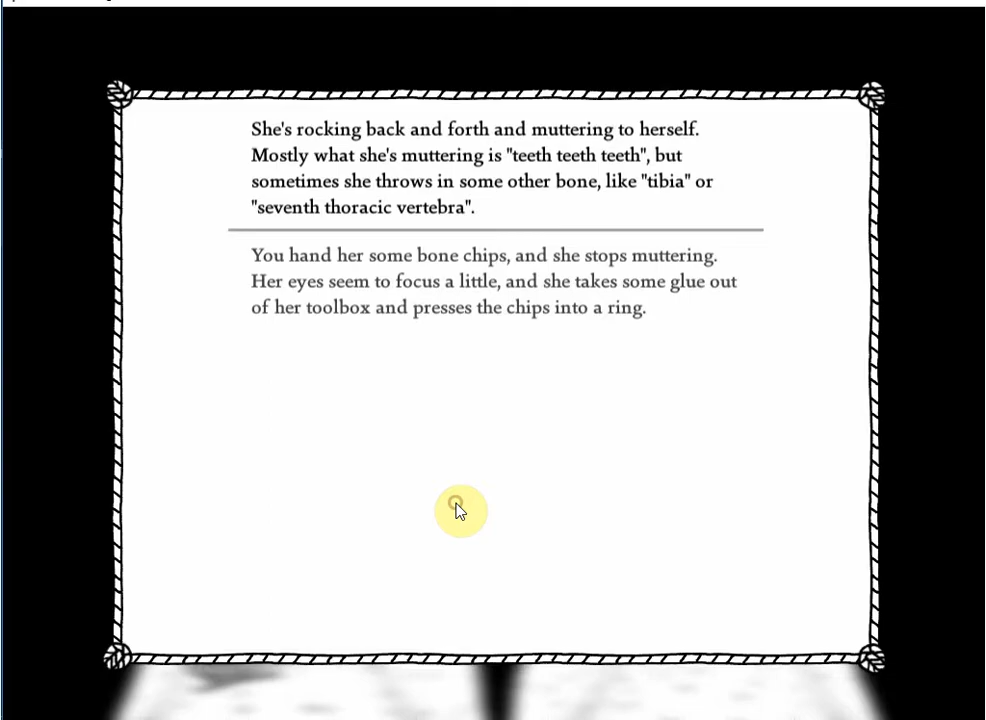 She's rocking back and forth and muttering to herself.
Mostly what she's muttering is "teeth teeth teeth", but
sometimes she throws in some other bone, like "tibia" or
"seventh thoracic vertebra".
You hand her some bone chips, and she stops muttering.
Her eyes seem to focus a little, and she takes some glue out
of her toolbox and presses the chips into a ring.